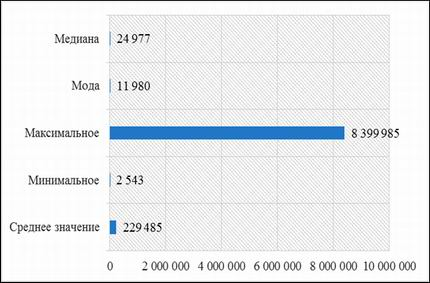 Медиана 24 977
Мода 11 980
Максимальное 8 399 985
Минимальное 2 543
Среднее значение 229 485
0 2 000 000 4 000 000 6 000 000 8 000 000 10 000 000